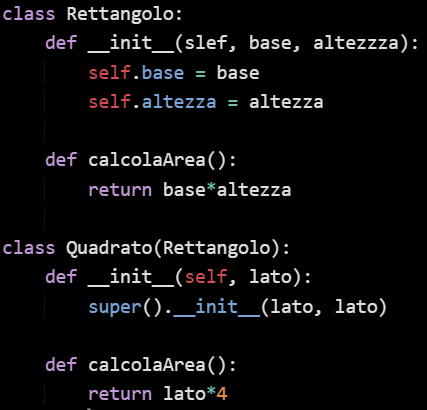 class Rettangolo:
    def __init__(slef, base, altezzza):
        self.base = base
        self.altezza = altezza

    def calcolaArea():
        return base*altezza

class Quadrato(Rettangolo):
    def __init__(self, lato):
        super().__init__(lato, lato)

    def calcolaArea():
        return lato*4